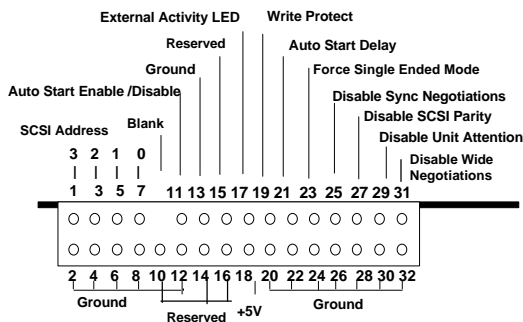 External Activity LED
Write Protect
Reserved
Auto Start Delay
Ground
Force Single Ended Mode
Auto Start Enable /Disable
Disable Sync Negotiations
Blank
Disable SCSI Parity
SCSI Address
Disable Unit Attention
3 2 1 0
Disable Wide
Negotiations
1 3 5 7 11 13 15 17 19 21 23 25 27 29 31
2 4 6 8 10 12 14 16 18 20 22 24 26 28 30 32
Ground
Reserved
+5V
Ground